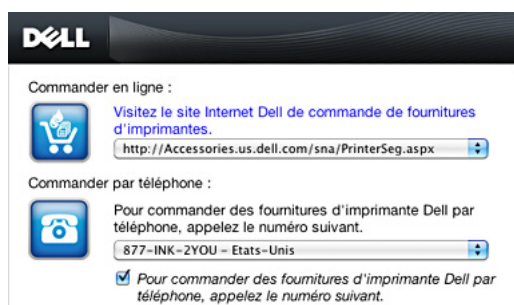 DELL
Commander en ligne :
Visitez le site Internet Dell de commande de fournitures
d'imprimantes.
http://Accessories.us.dell.com/sna/PrinterSeg.aspx
Commander par téléphone :
Pour commander des fournitures d'imprimante Dell par
téléphone, appelez le numéro suivant.
877-INK-2YOU - Etats-Unis
Pour commander des fournitures d'imprimante Dell par
téléphone, appelez le numéro suivant.